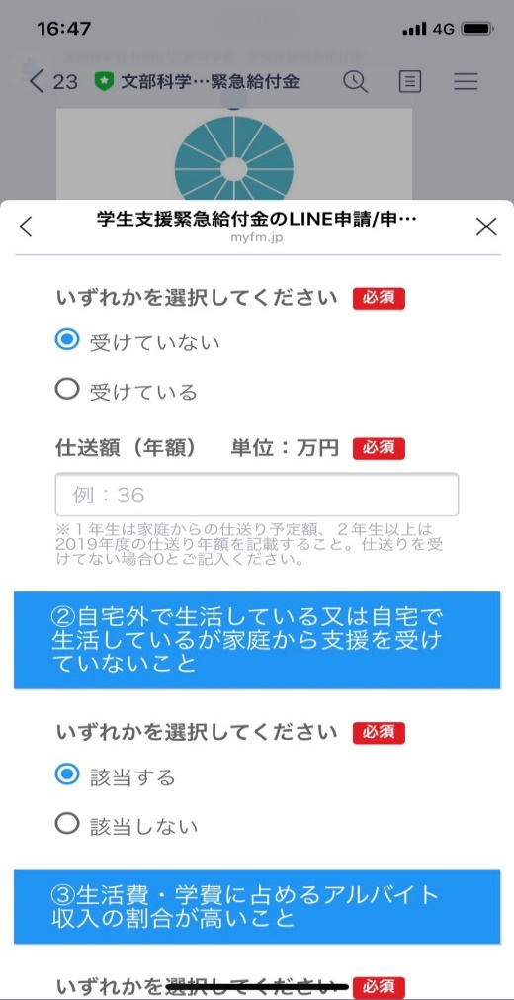 16:47
4G
23
文部科学…緊急給付金
学生支援緊急給付金のLINE申請/申…
myfm.jp
いずれかを選択してください 必須
受けていない
受けている
仕送額（年額） 単位：万円 必須
例：36
※１年生は家庭からの仕送り予定額、２年生以上は
2019年度の仕送り年額を記載すること。仕送りを受
けてない場合0とご記入ください。
②自宅外で生活している又は自宅で
生活しているが家庭から支援を受け
ていないこと
いずれかを選択してください 必須
該当する
該当しない
③生活費・学費に占めるアルバイト
収入の割合が高いこと
いずれかを選択してください 必須